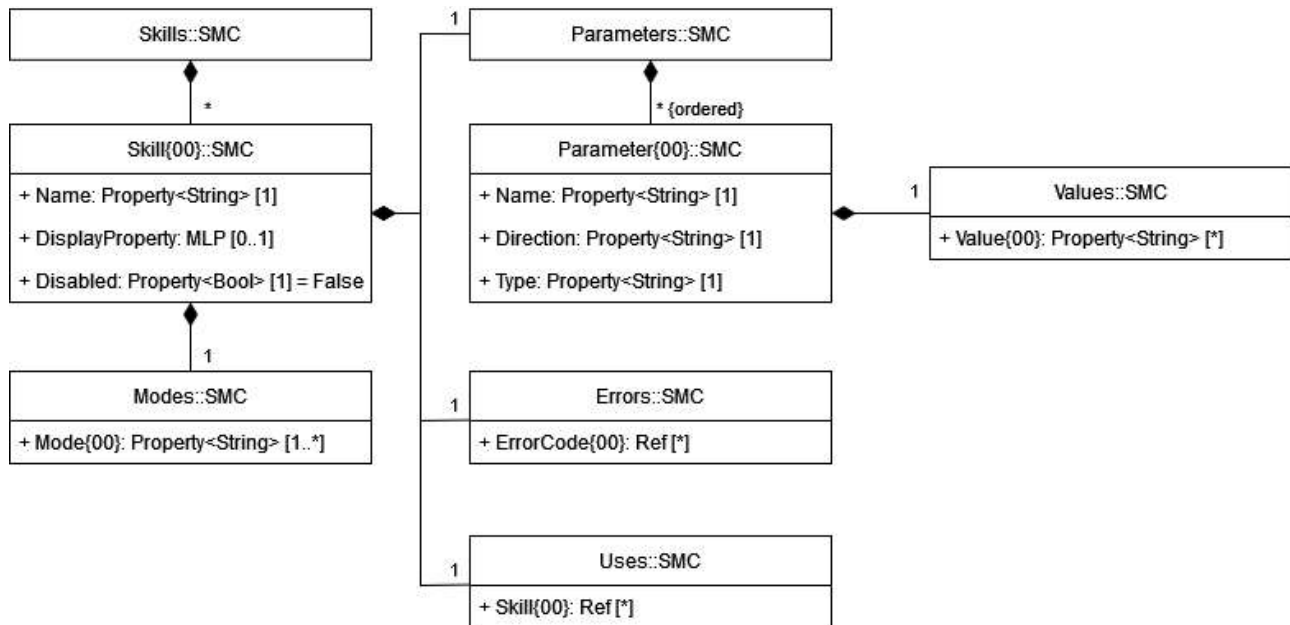 Skills::SMC
*
Skill{00}::SMC
+ Name: Property<String> [1]
+ DisplayProperty: MLP [0..1]
+ Disabled: Property<Bool> [1] = False
1
Modes::SMC
+ Mode{00}: Property<String> [1..*]
1
Parameters::SMC
* {ordered}
Parameter{00}::SMC
+ Name: Property<String> [1]
+ Direction: Property<String> [1]
+ Type: Property<String> [1]
1
Values::SMC
+ Value{00}: Property<String> [*]
1
Errors::SMC
+ ErrorCode{00}: Ref [*]
1
Uses::SMC
+ Skill{00}: Ref [*]